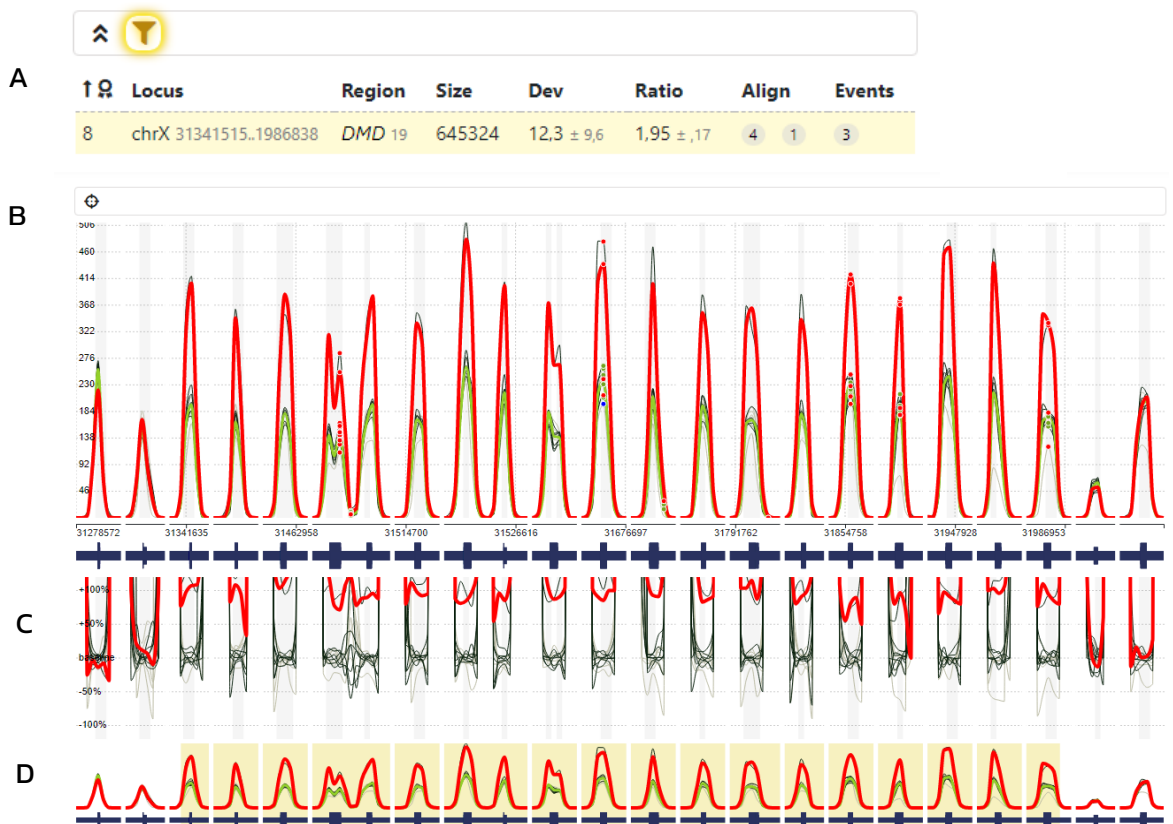 A
Locus Region Size Dev Ratio Align Events
8 chrX 31341515..1986838 DMD 19 645324 12,3 ± 9,6 1,95 ± ,17 4 1 3
B
506
460
414
368
322
276
230
184
138
92
46
31278572 31341635 31462958 31514700 31526616 31676697 31791762 31854758 31947928 31986953
C
+100%
+50%
baseline
-50%
-100%
D